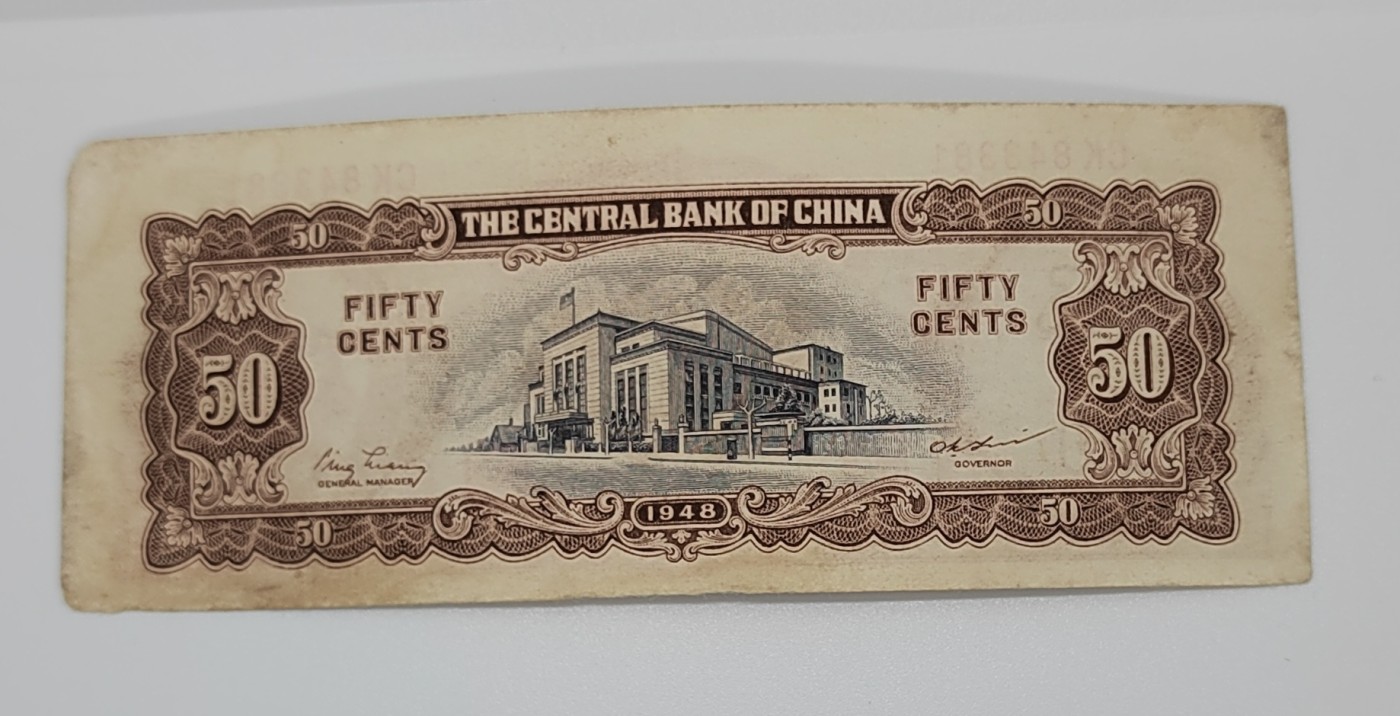 THE CENTRAL BANK OF CHINA
50
50
FIFTY
CENTS
FIFTY
CENTS
50
50
GENERAL MANAGER
GOVERNOR
50
1948
50